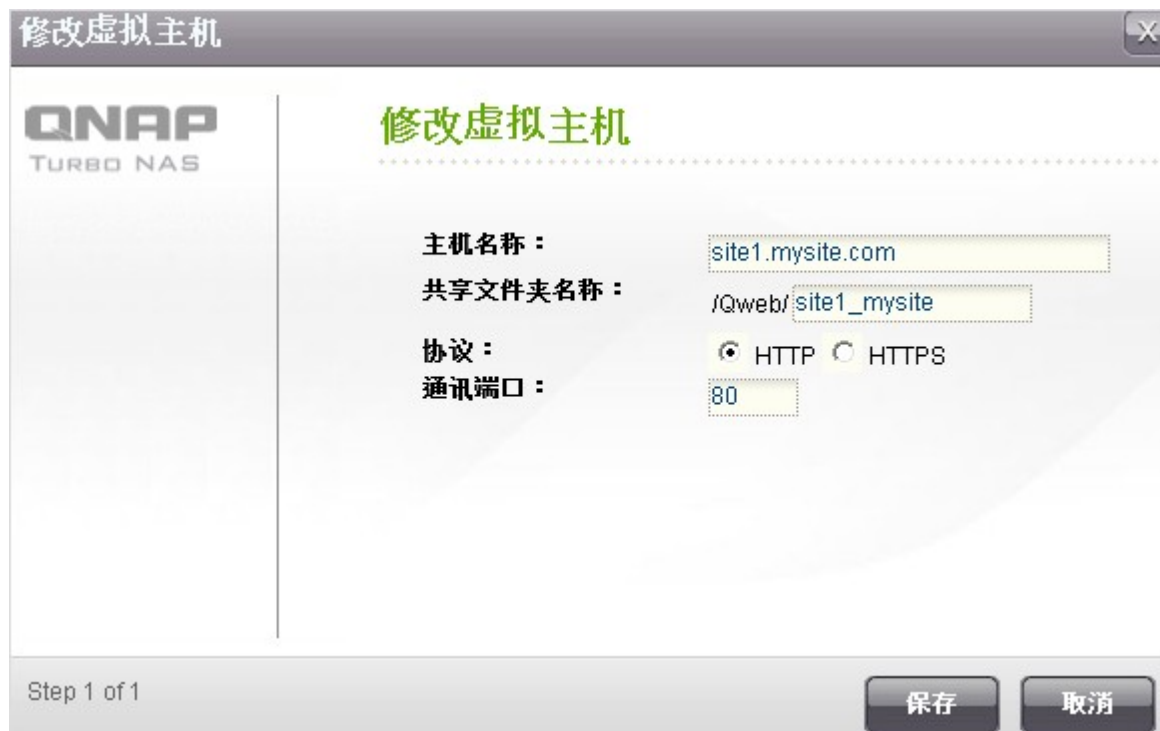 修改虚拟主机
X
QNAP
TURBO NAS
修改虚拟主机
主机名称：
site1.mysite.com
共享文件夹名称：
/Qweb/ site1_mysite
协议：
HTTP HTTPS
通讯端口：
80
Step 1 of 1
保存
取消